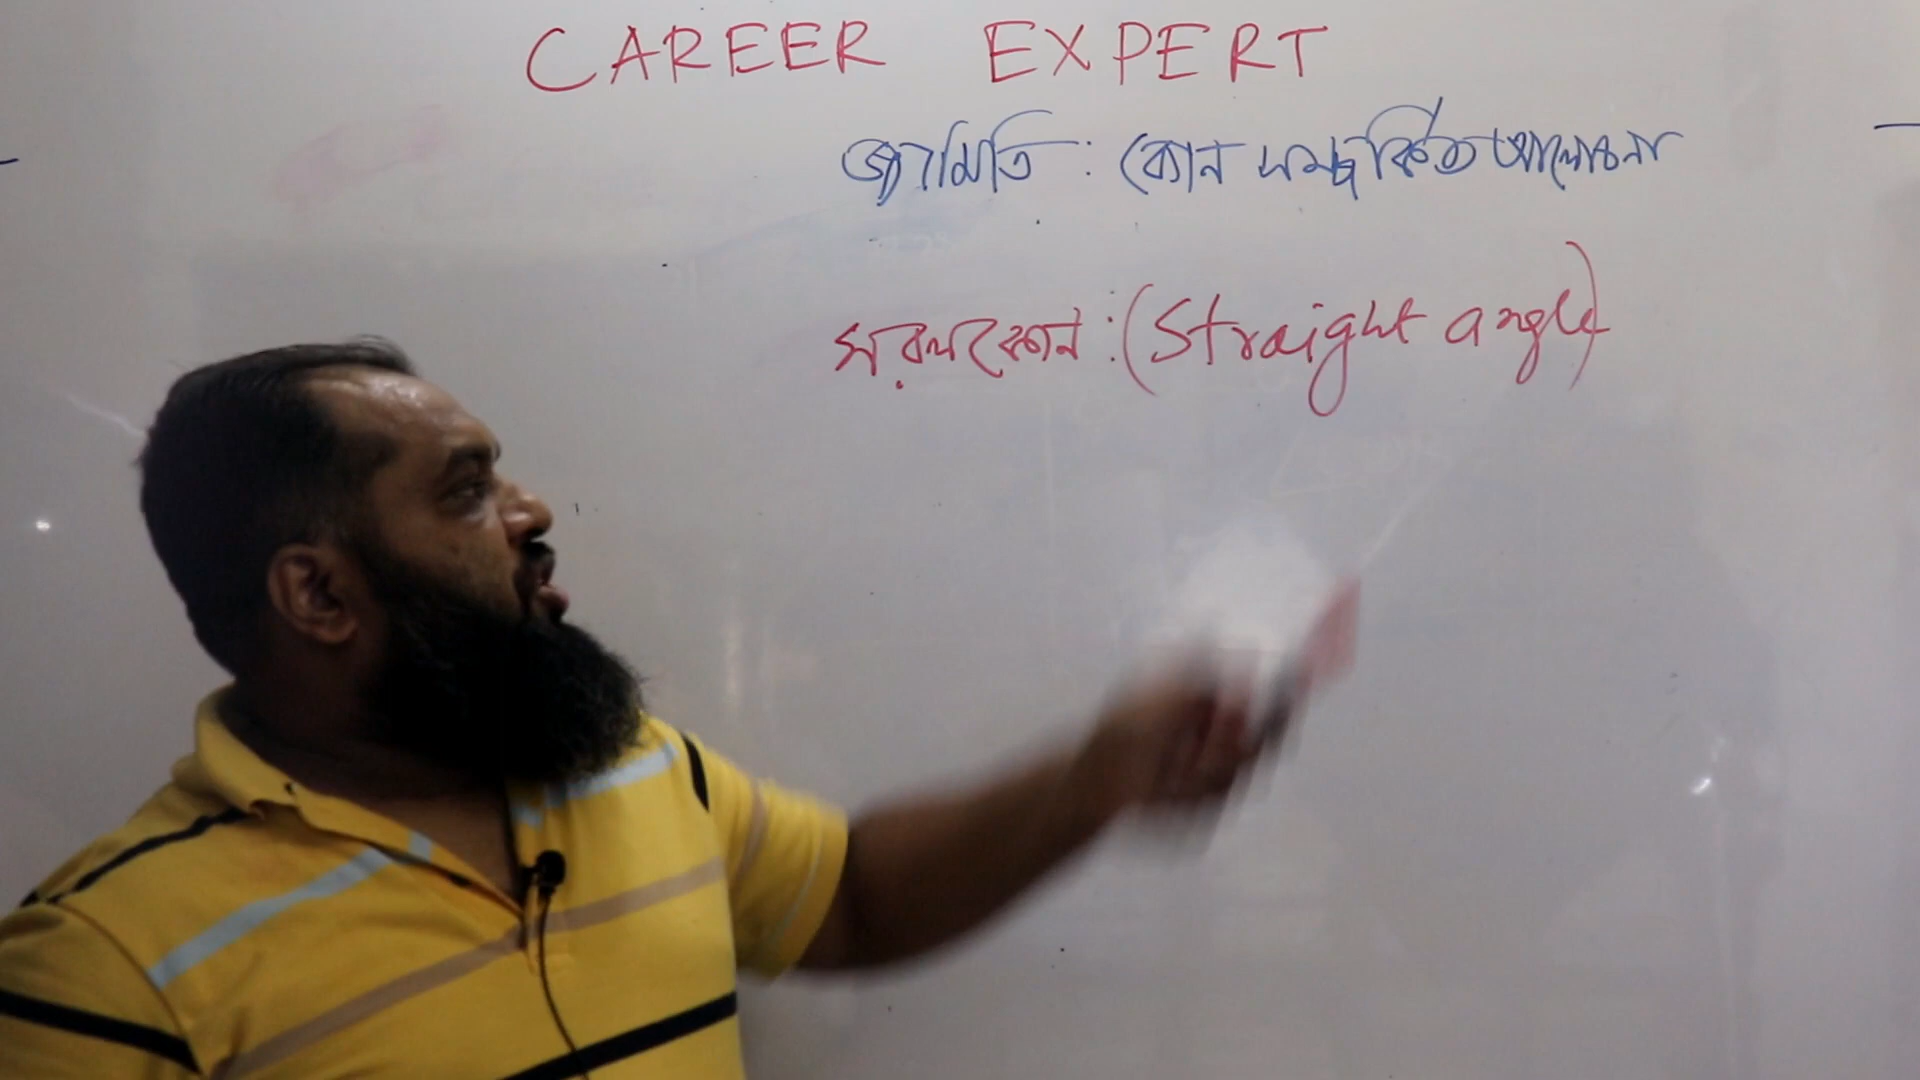 CAREER EXPERT
জ্যামিতি : কোন সম্পর্কিত আলোচনা
সরলকোন : (Straight angle)